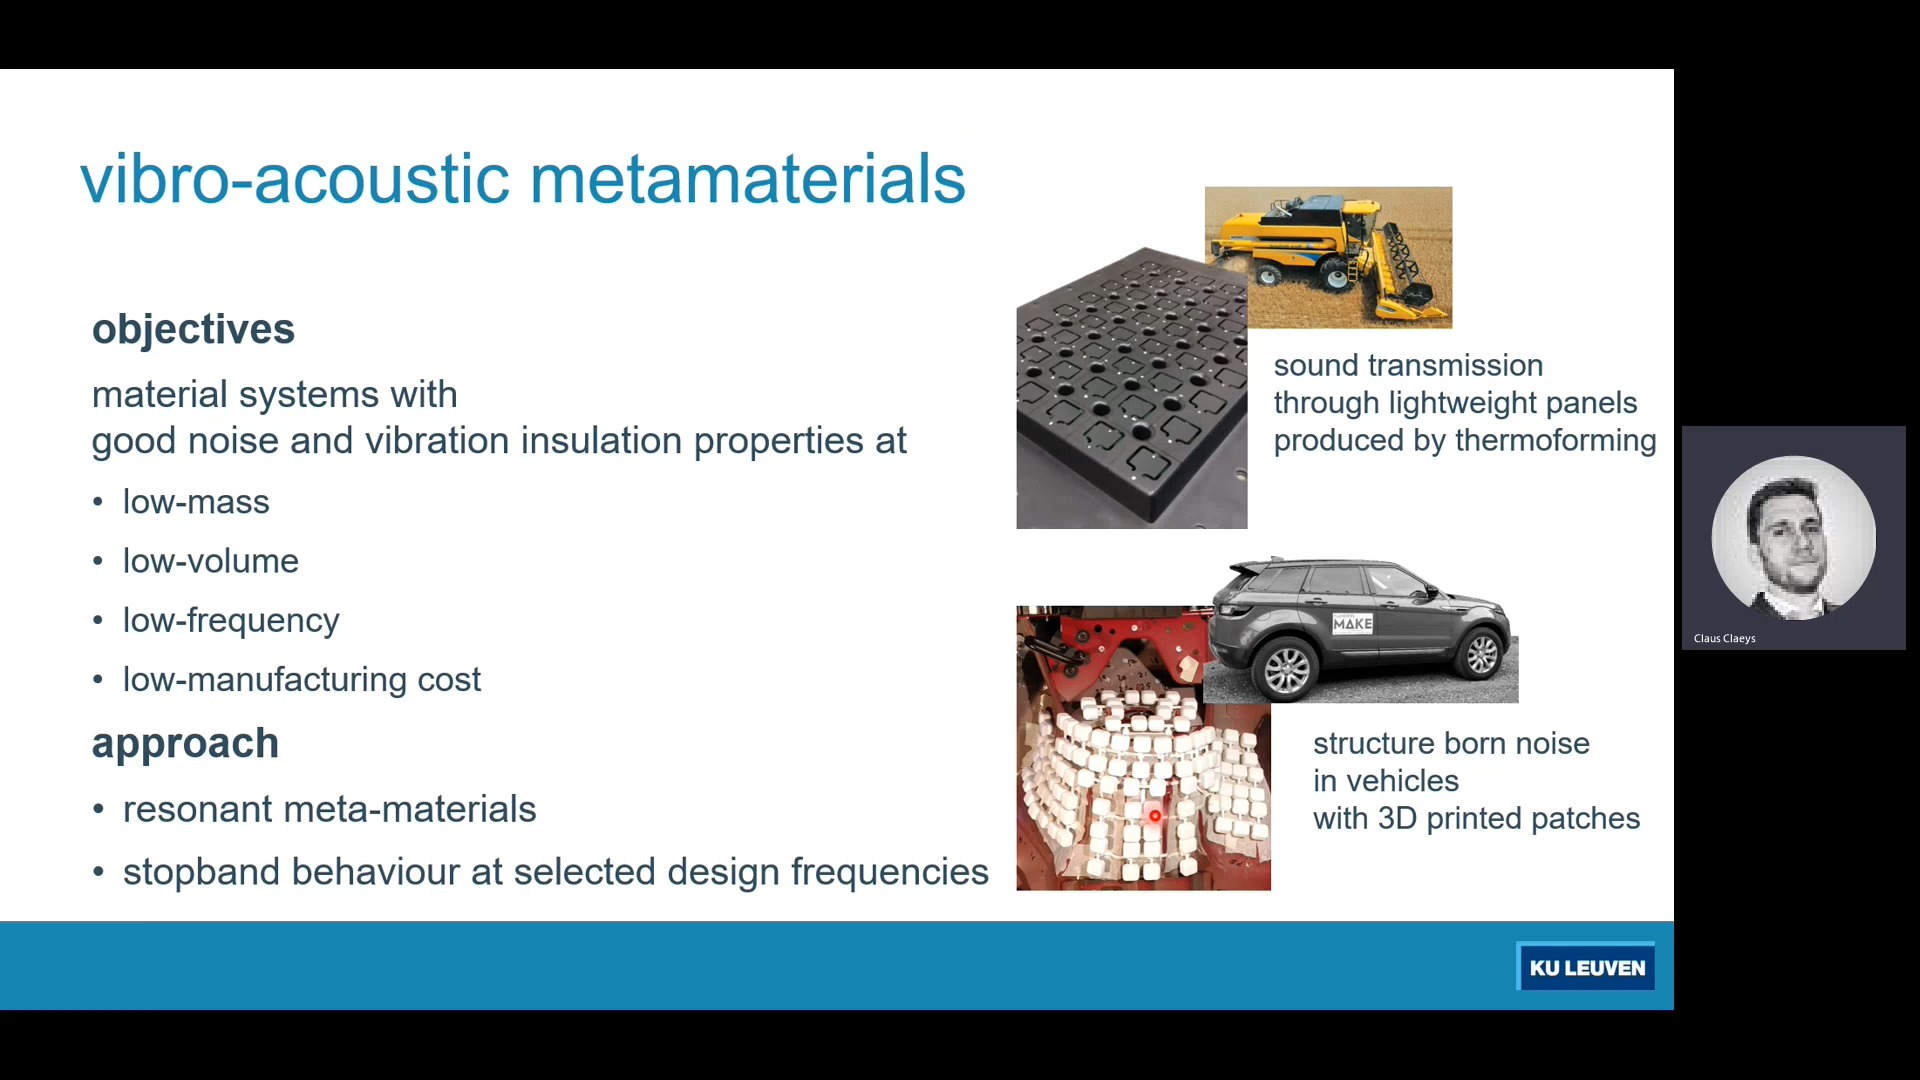 vibro-acoustic metamaterials
objectives
material systems with
good noise and vibration insulation properties at
• low-mass
• low-volume
• low-frequency
• low-manufacturing cost
approach
• resonant meta-materials
• stopband behaviour at selected design frequencies
sound transmission
through lightweight panels
produced by thermoforming
MAKE
structure born noise
in vehicles
with 3D printed patches
KU LEUVEN
Claus Claeys